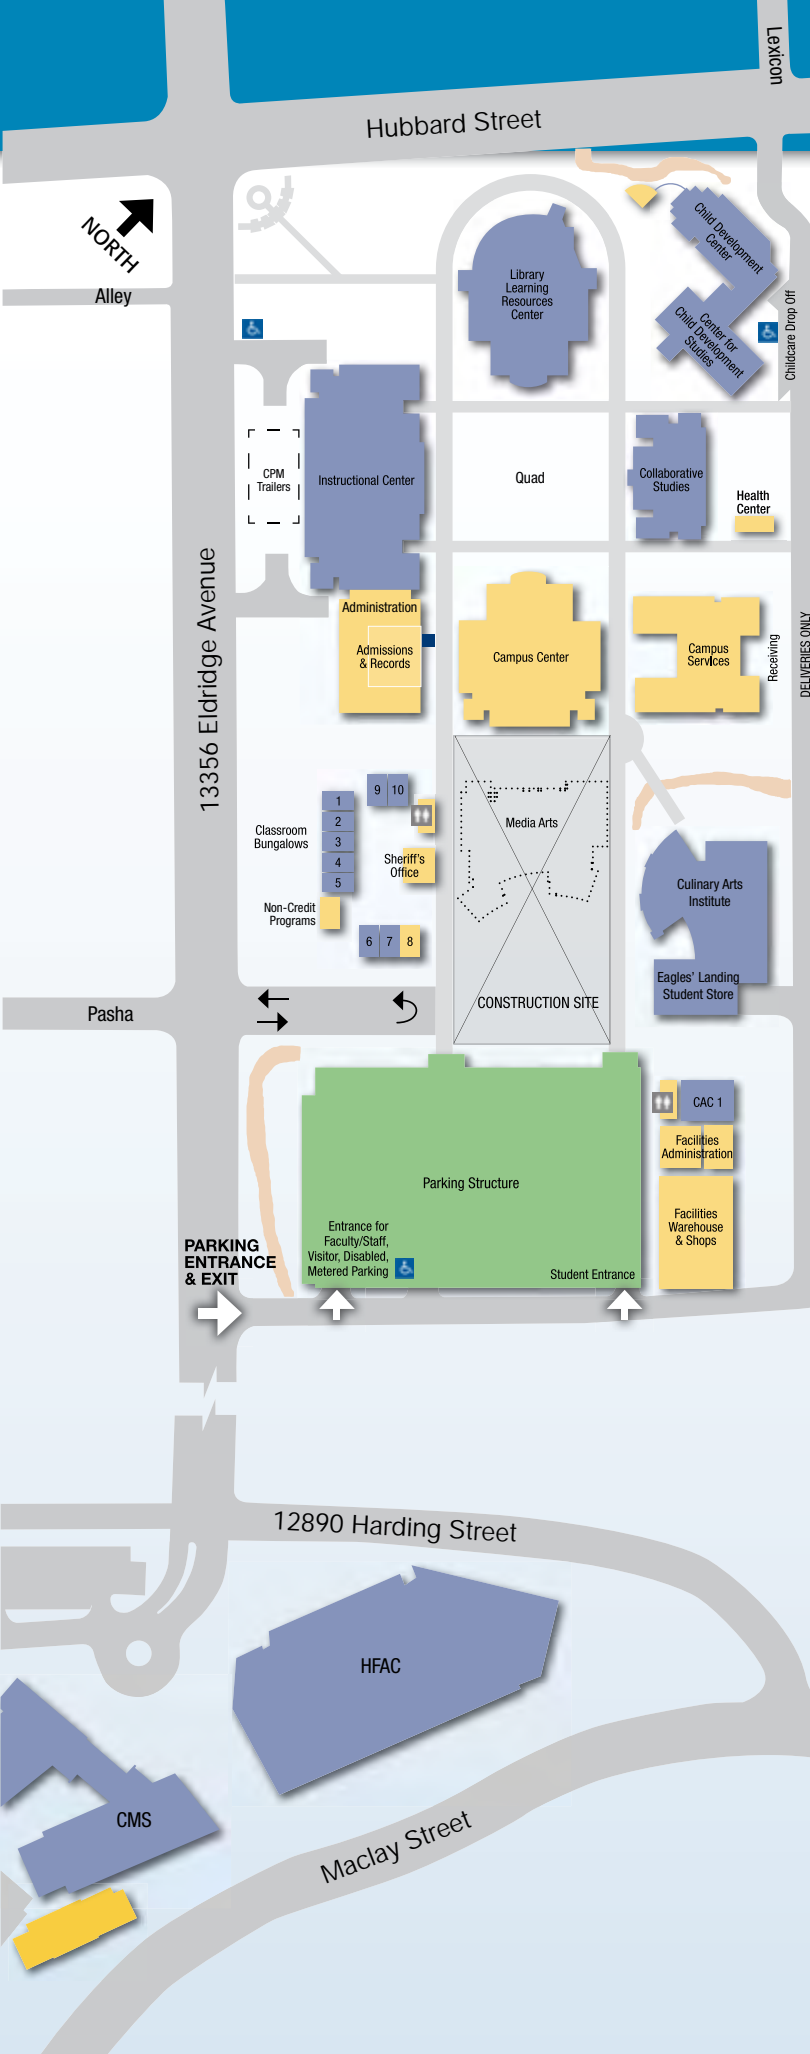 Lexicon
Hubbard Street
NORTH
Alley
Child Development
Center
Library
Learning
Resources
Center
Center for
Child Development
Studies
Childcare Drop Off
CPM
Trailers
Instructional Center
Quad
Collaborative
Studies
Health
Center
13356 Eldridge Avenue
Administration
Admissions
& Records
Campus Center
Campus
Services
Receiving
DELIVERIES ONLY
9
10
1
2
3
4
5
Classroom
Bungalows
Sheriff's
Office
Media Arts
Culinary Arts
Institute
Non-Credit
Programs
6
7
8
Eagles' Landing
Student Store
Pasha
CONSTRUCTION SITE
CAC 1
Facilities
Administration
Parking Structure
Facilities
Warehouse
& Shops
Entrance for
Faculty/Staff,
Visitor, Disabled,
Metered Parking
Student Entrance
PARKING
ENTRANCE
& EXIT
12890 Harding Street
HFAC
CMS
Maclay Street